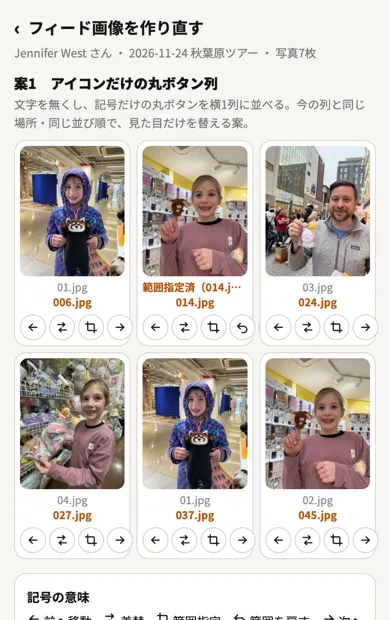 ‹ フィード画像を作り直す
Jennifer West さん ・ 2026-11-24 秋葉原ツアー ・ 写真7枚
案1 アイコンだけの丸ボタン列
文字を無くし、記号だけの丸ボタンを横1列に並べる。今の列と同じ
場所・同じ並び順で、見た目だけを替える案。
01.jpg
006.jpg
範囲指定済（014.j…
014.jpg
03.jpg
024.jpg
04.jpg
027.jpg
01.jpg
037.jpg
02.jpg
045.jpg
記号の意味